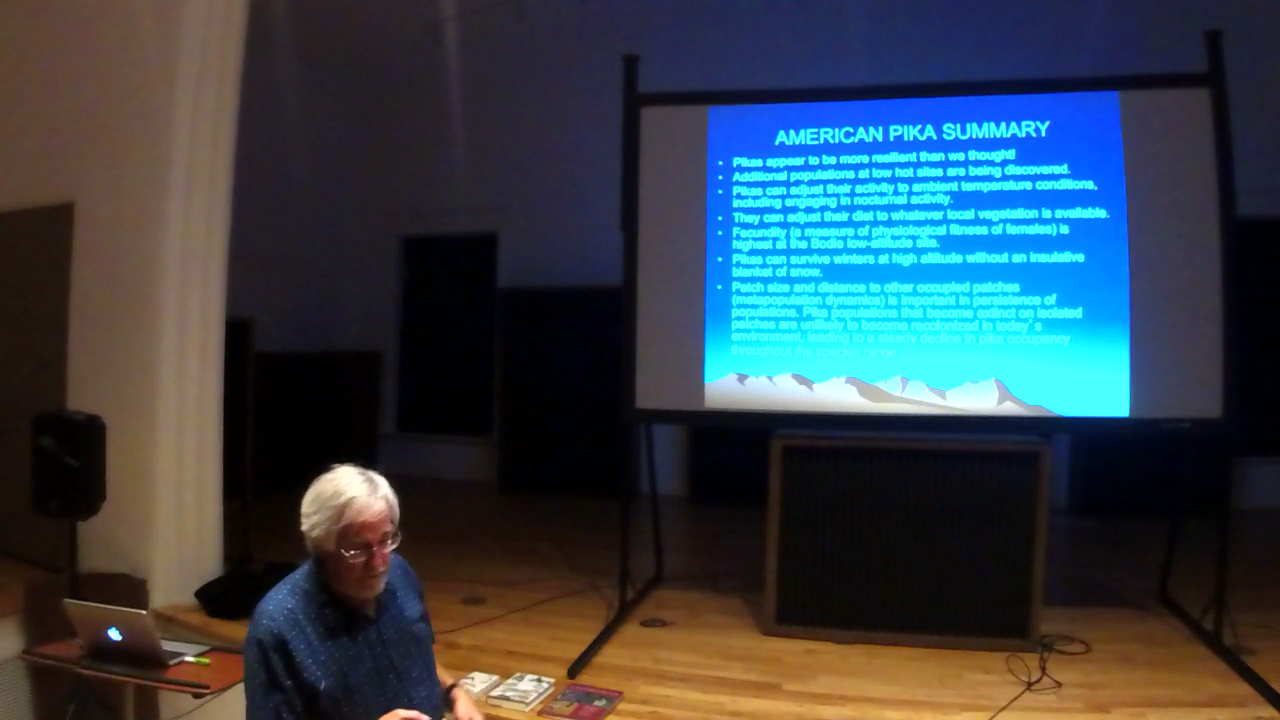 AMERICAN PIKA SUMMARY
• Pikas appear to be more resilient than we thought!
• Additional populations at low hot sites are being discovered.
• Pikas can adjust their activity to ambient temperature conditions,
including engaging in nocturnal activity.
• They can adjust their diet to whatever local vegetation is available.
• Fecundity (a measure of physiological fitness of females) is
highest at the Bodie low-altitude site.
• Pikas can survive winters at high altitude without an insulative
blanket of snow.
• Patch size and distance to other occupied patches
(metapopulation dynamics) is important in persistence of
populations. Pika populations that become extinct on isolated
patches are unlikely to become recolonized in today's
environment, leading to a steady decline in pika occupancy
throughout the species range